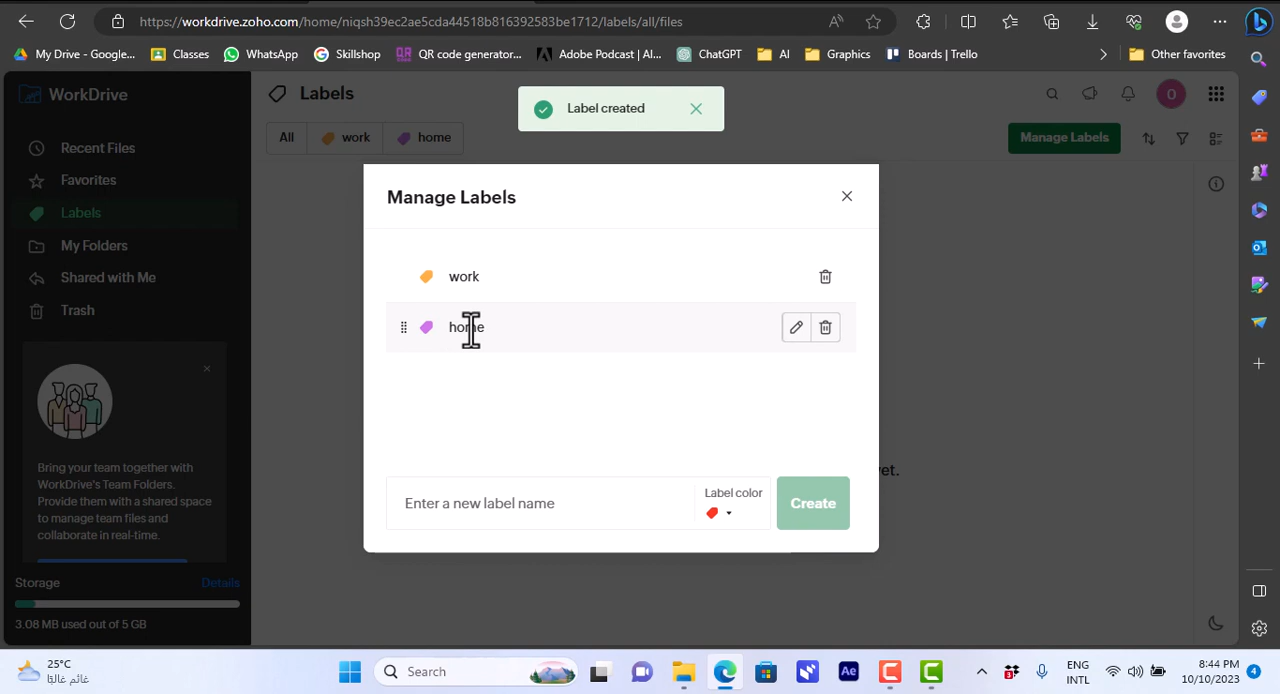 https://workdrive.zoho.com/home/niqsh39ec2ae5cda44518b816392583be1712/labels/all/files
My Drive - Google... Classes WhatsApp Skillshop QR code generator... Adobe Podcast | AI... ChatGPT AI Graphics Boards | Trello Other favorites
WorkDrive
Labels
Label created
O
All work home
Manage Labels
Recent Files
Favorites
Labels
My Folders
Shared with Me
Trash
Manage Labels
work
home
Enter a new label name
Label color
Create
yet.
Bring your team together with
WorkDrive's Team Folders.
Provide them with a shared space
to manage team files and
collaborate in real-time.
Storage Details
3.08 MB used out of 5 GB
25°C
غائم غالبًا
Search
Ae
3
ENG
INTL
8:44 PM
10/10/2023
4